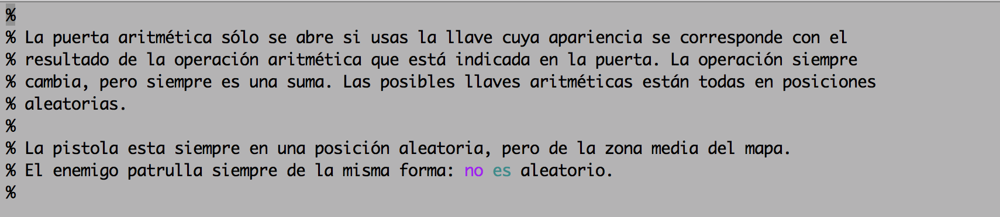 %
% La puerta aritmética sólo se abre si usas la llave cuya apariencia se corresponde con el
% resultado de la operación aritmética que está indicada en la puerta. La operación siempre
% cambia, pero siempre es una suma. Las posibles llaves aritméticas están todas en posiciones
% aleatorias.
%
% La pistola esta siempre en una posición aleatoria, pero de la zona media del mapa.
% El enemigo patrulla siempre de la misma forma: no es aleatorio.
%